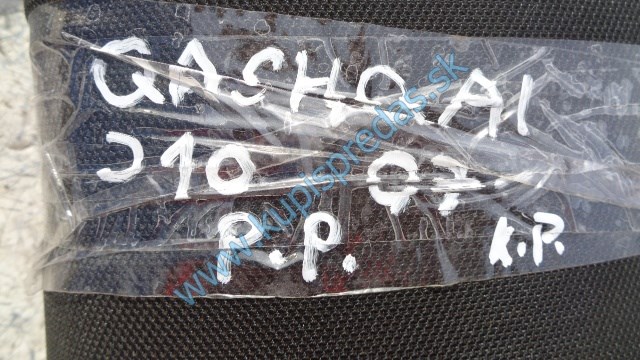 QASHQAI
J10 07-
P.P. K.P.
www.kupispredas.sk